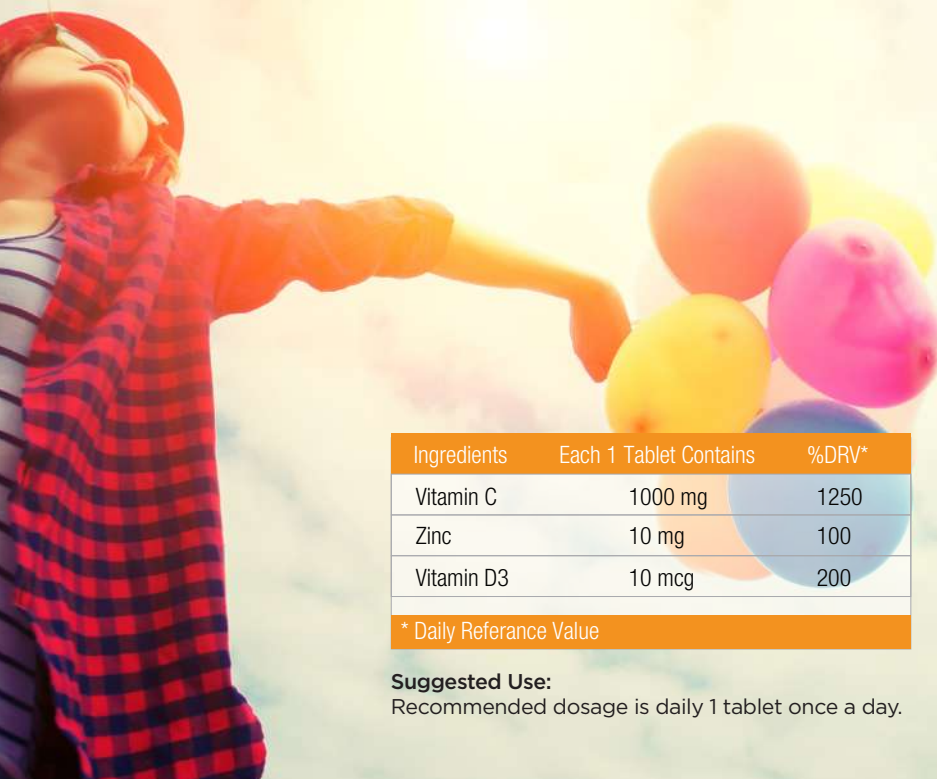 Ingredients Each 1 Tablet Contains %DRV*
Vitamin C 1000 mg 1250
Zinc 10 mg 100
Vitamin D3 10 mcg 200
* Daily Referance Value
Suggested Use:
Recommended dosage is daily 1 tablet once a day.